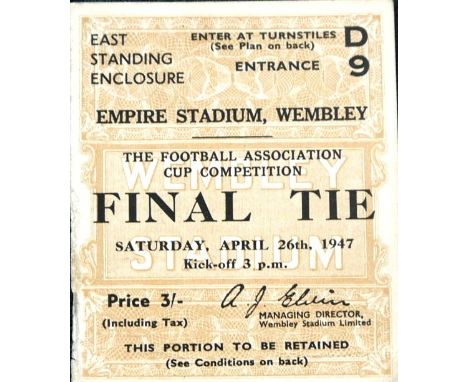 EAST
STANDING
ENCLOSURE
ENTER AT TURNSTILES
(See Plan on back)
ENTRANCE
D
9
EMPIRE STADIUM, WEMBLEY
THE FOOTBALL ASSOCIATION
CUP COMPETITION
WEMBLEY
FINAL TIE
SATURDAY, APRIL 26th, 1947
STADIUM
Kick-off 3 p.m.
Price 3/-
(Including Tax)
A. J. Elvin
MANAGING DIRECTOR,
Wembley Stadium Limited
THIS PORTION TO BE RETAINED
(See Conditions on back)